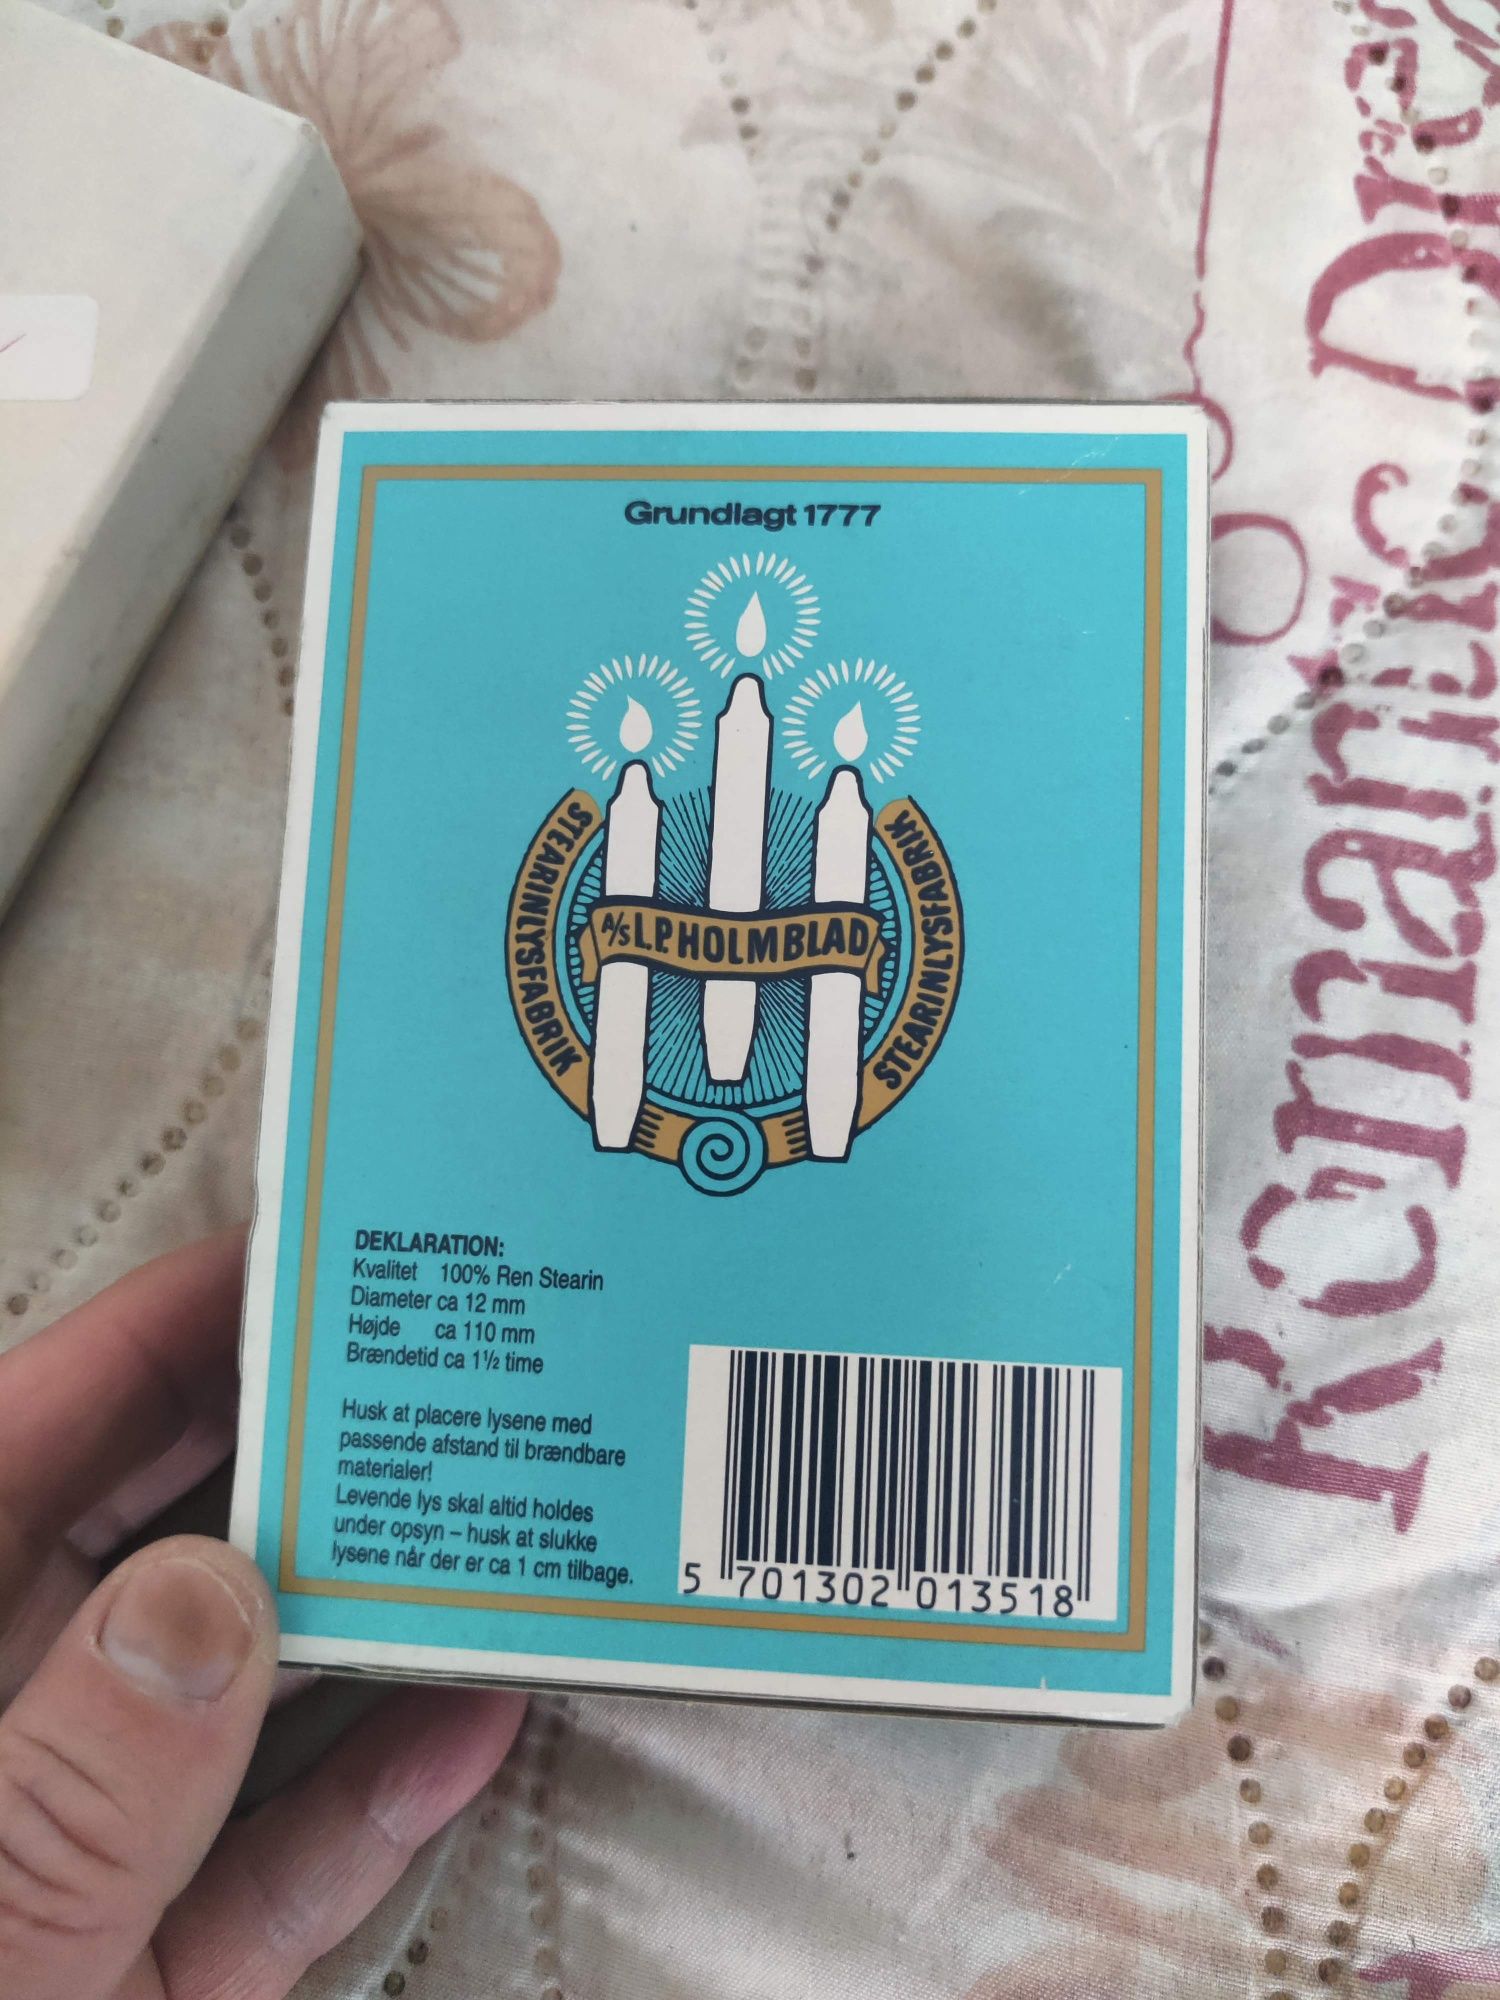 Grundlagt 1777
STEARINLYSFABRIK
A/S L.P. HOLMBLAD
STEARINLYSFABRIK
DEKLARATION:
Kvalitet 100% Ren Stearin
Diameter ca 12 mm
Højde ca 110 mm
Brændetid ca 1½ time
Husk at placere lysene med
passende afstand til brændbare
materialer!
Levende lys skal altid holdes
under opsyn – husk at slukke
lysene når der er ca 1 cm tilbage.
5 701302 013518
Romantic